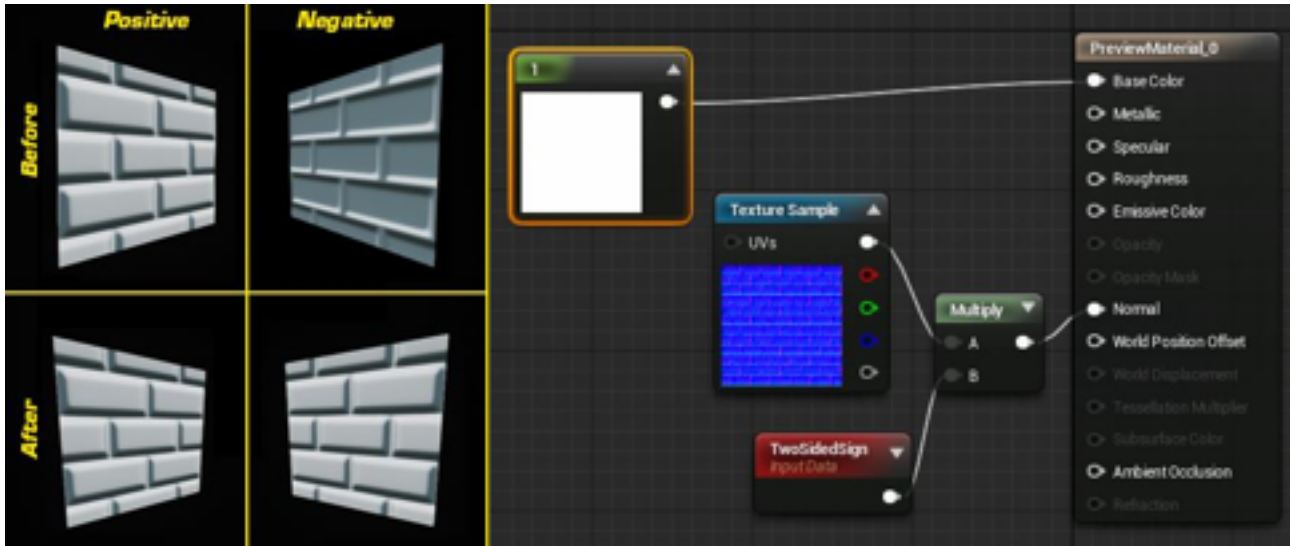 Positive
Negative
Before
After
1
Texture Sample
UVs
Multiply
A
B
TwoSidedSign
Input Data
PreviewMaterial_0
Base Color
Metallic
Specular
Roughness
Emissive Color
Opacity
Opacity Mask
Normal
World Position Offset
World Displacement
Tessellation Multiplier
Subsurface Color
Ambient Occlusion
Refraction